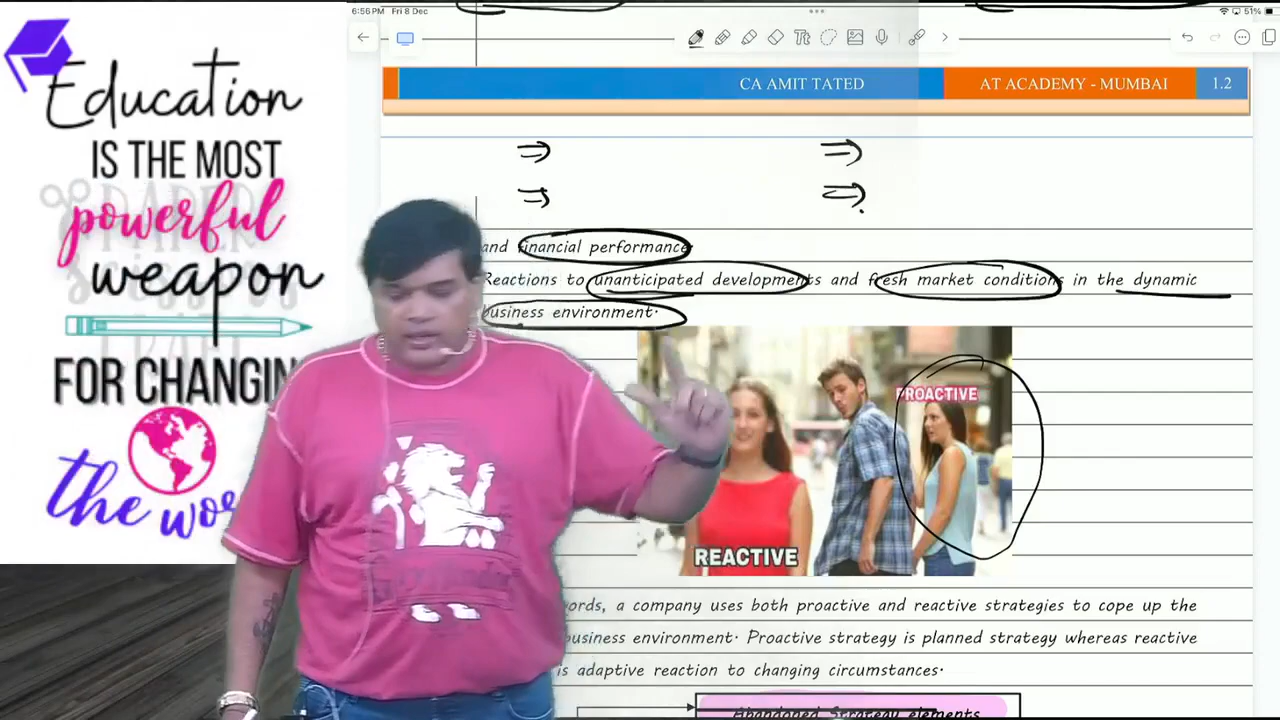 6:56 PM Fri 8 Dec
51%
Education
IS THE MOST
powerful
weapon
FOR CHANGIN
the wo
CA AMIT TATED
AT ACADEMY - MUMBAI
1.2
and financial performance
Reactions to unanticipated developments and fresh market conditions in the dynamic
business environment.
PROACTIVE
REACTIVE
ords, a company uses both proactive and reactive strategies to cope up the
business environment. Proactive strategy is planned strategy whereas reactive
is adaptive reaction to changing circumstances.
Abandoned Strategy elements